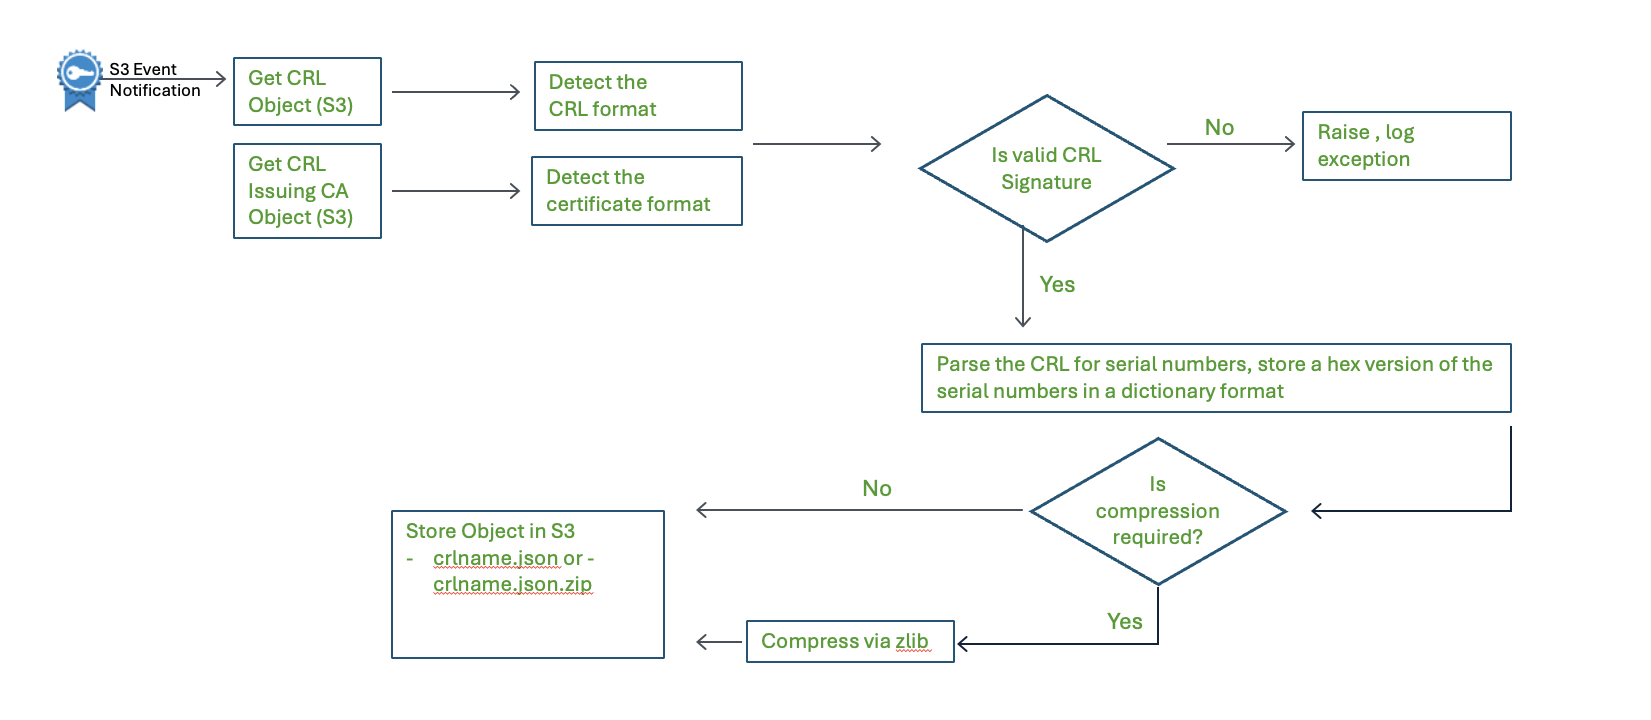 S3 Event
Notification
Get CRL
Object (S3)
Detect the
CRL format
Get CRL
Issuing CA
Object (S3)
Detect the
certificate format
Is valid CRL
Signature
No
Raise , log
exception
Yes
Parse the CRL for serial numbers, store a hex version of the
serial numbers in a dictionary format
Is
compression
required?
No
Yes
Compress via zlib
Store Object in S3
- crlname.json or -
crlname.json.zip